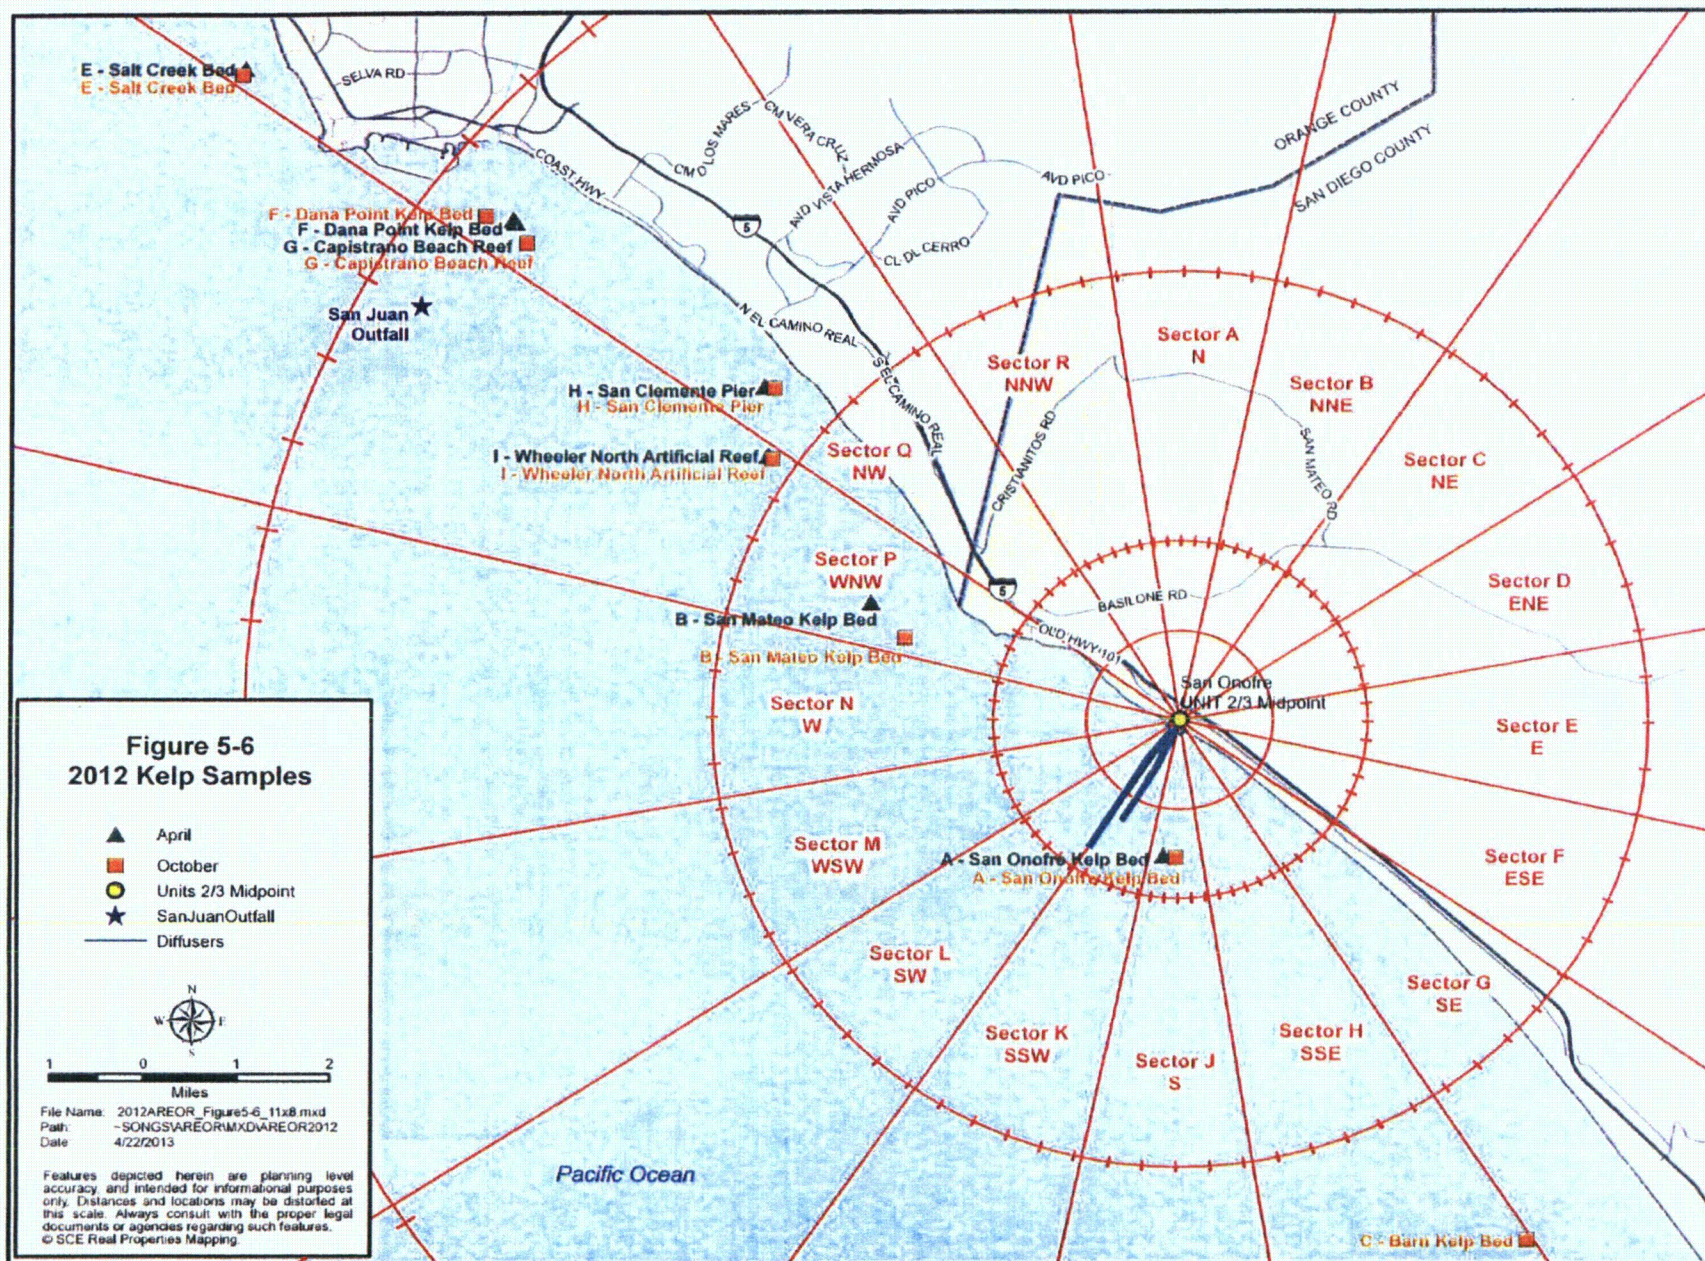 E - Salt Creek Bed
E - Salt Creek Bed
SELVA RD
COAST HWY
CM D LOS MARES
CM VERA CRUZ
AVD VISTA HERMOSA
AVD PICO
AVD PICO
CL DL CERRO
5
ORANGE COUNTY
SAN DIEGO COUNTY
F - Dana Point Kelp Bed
F - Dana Point Kelp Bed
G - Capistrano Beach Reef
G - Capistrano Beach Reef
San Juan
Outfall
N EL CAMINO REAL
S EL CAMINO REAL
H - San Clemente Pier
H - San Clemente Pier
I - Wheeler North Artificial Reef
I - Wheeler North Artificial Reef
Sector A
N
Sector R
NNW
Sector B
NNE
Sector Q
NW
Sector C
NE
CRISTIANITOS RD
SAN MATEO RD
Sector P
WNW
Sector D
ENE
5
BASILONE RD
OLD HWY 101
B - San Mateo Kelp Bed
B - San Mateo Kelp Bed
San Onofre
UNIT 2/3 Midpoint
Sector N
W
Sector E
E
Sector M
WSW
Sector F
ESE
A - San Onofre Kelp Bed
A - San Onofre Kelp Bed
Sector L
SW
Sector G
SE
Sector K
SSW
Sector J
S
Sector H
SSE
Pacific Ocean
C - Barn Kelp Bed
Figure 5-6
2012 Kelp Samples
April
October
Units 2/3 Midpoint
SanJuanOutfall
Diffusers
N
W E
S
1 0 1 2
Miles
File Name: 2012AREOR_Figure5-6_11x8.mxd
Path: ~SONGS\AREOR\MXD\AREOR2012
Date 4/22/2013
Features depicted herein are planning level
accuracy, and intended for informational purposes
only. Distances and locations may be distorted at
this scale. Always consult with the proper legal
documents or agencies regarding such features.
© SCE Real Properties Mapping.